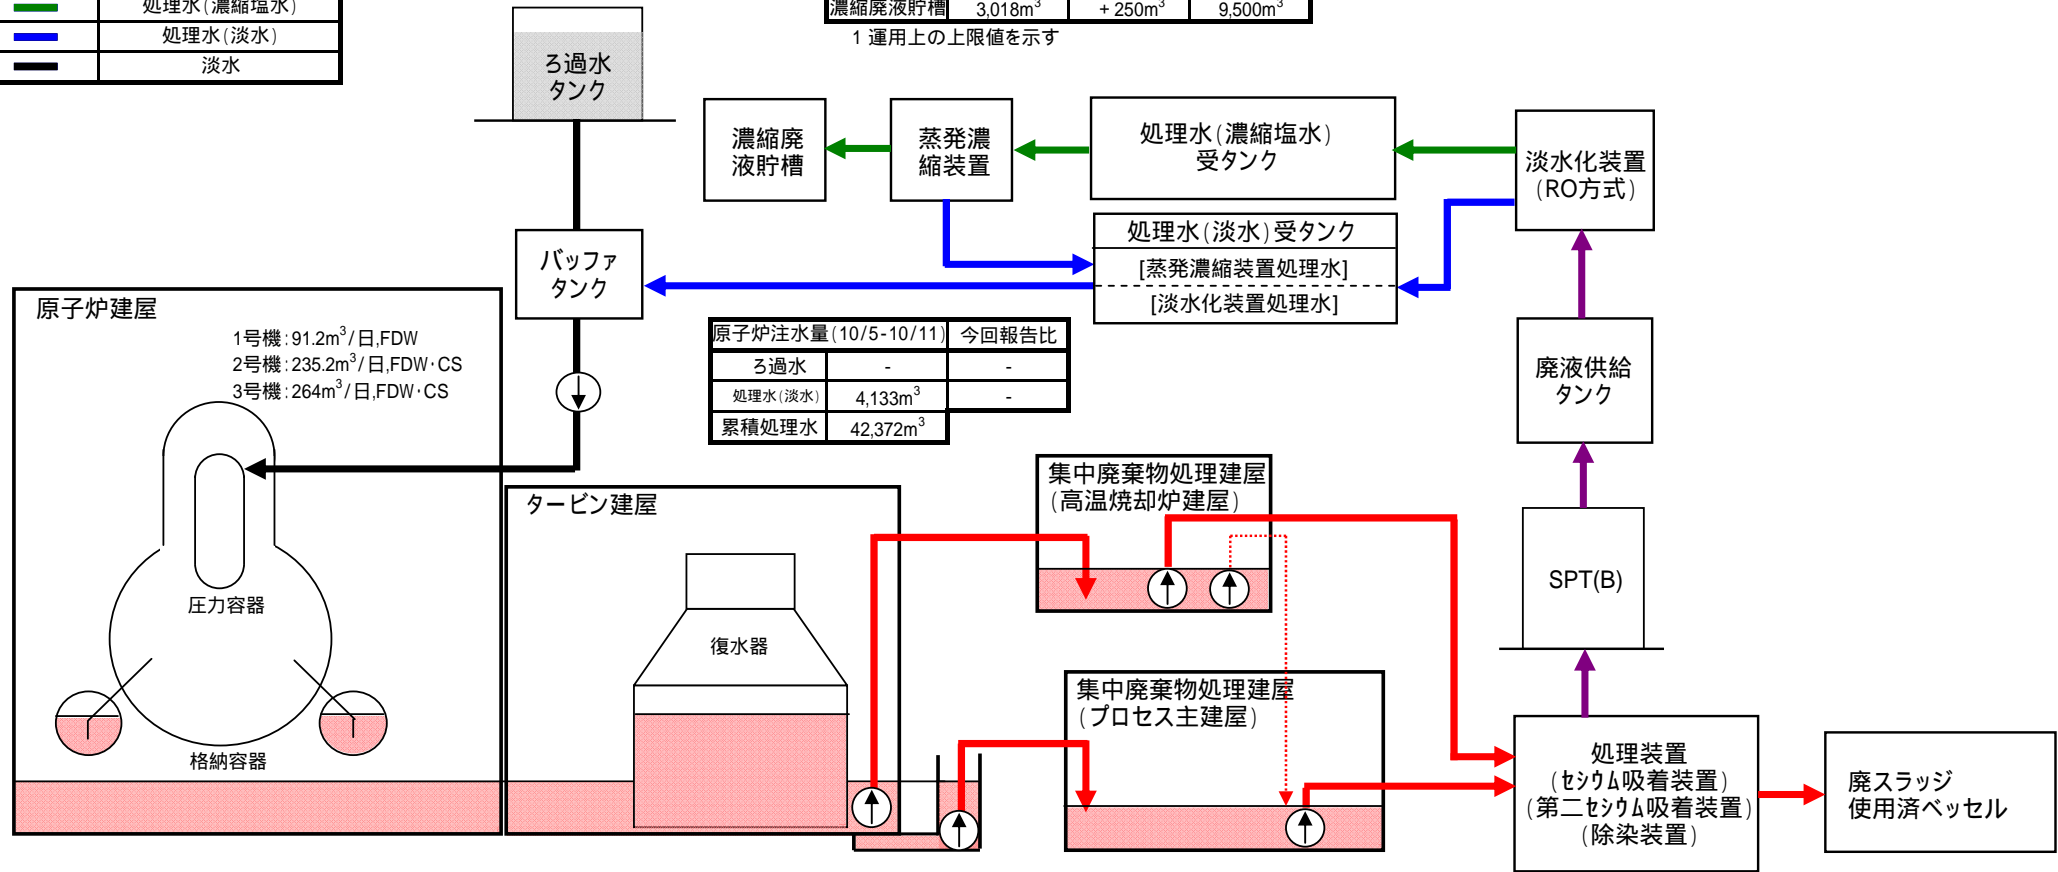 処理水(濃縮塩水)
処理水(淡水)
淡水
濃縮廃液貯槽 3,018m³ + 250m³ 9,500m³
1 運用上の上限値を示す
ろ過水
タンク
濃縮廃
液貯槽
蒸発濃
縮装置
処理水(濃縮塩水)
受タンク
淡水化装置
(RO方式)
処理水(淡水)受タンク
[蒸発濃縮装置処理水]
[淡水化装置処理水]
バッファ
タンク
原子炉建屋
1号機:91.2m³/日,FDW
2号機:235.2m³/日,FDW・CS
3号機:264m³/日,FDW・CS
原子炉注水量(10/5-10/11) 今回報告比
ろ過水 - -
処理水(淡水) 4,133m³ -
累積処理水 42,372m³
廃液供給
タンク
圧力容器
格納容器
タービン建屋
復水器
集中廃棄物処理建屋
(高温焼却炉建屋)
SPT(B)
集中廃棄物処理建屋
(プロセス主建屋)
処理装置
(セシウム吸着装置)
(第二セシウム吸着装置)
(除染装置)
廃スラッジ
使用済ベッセル